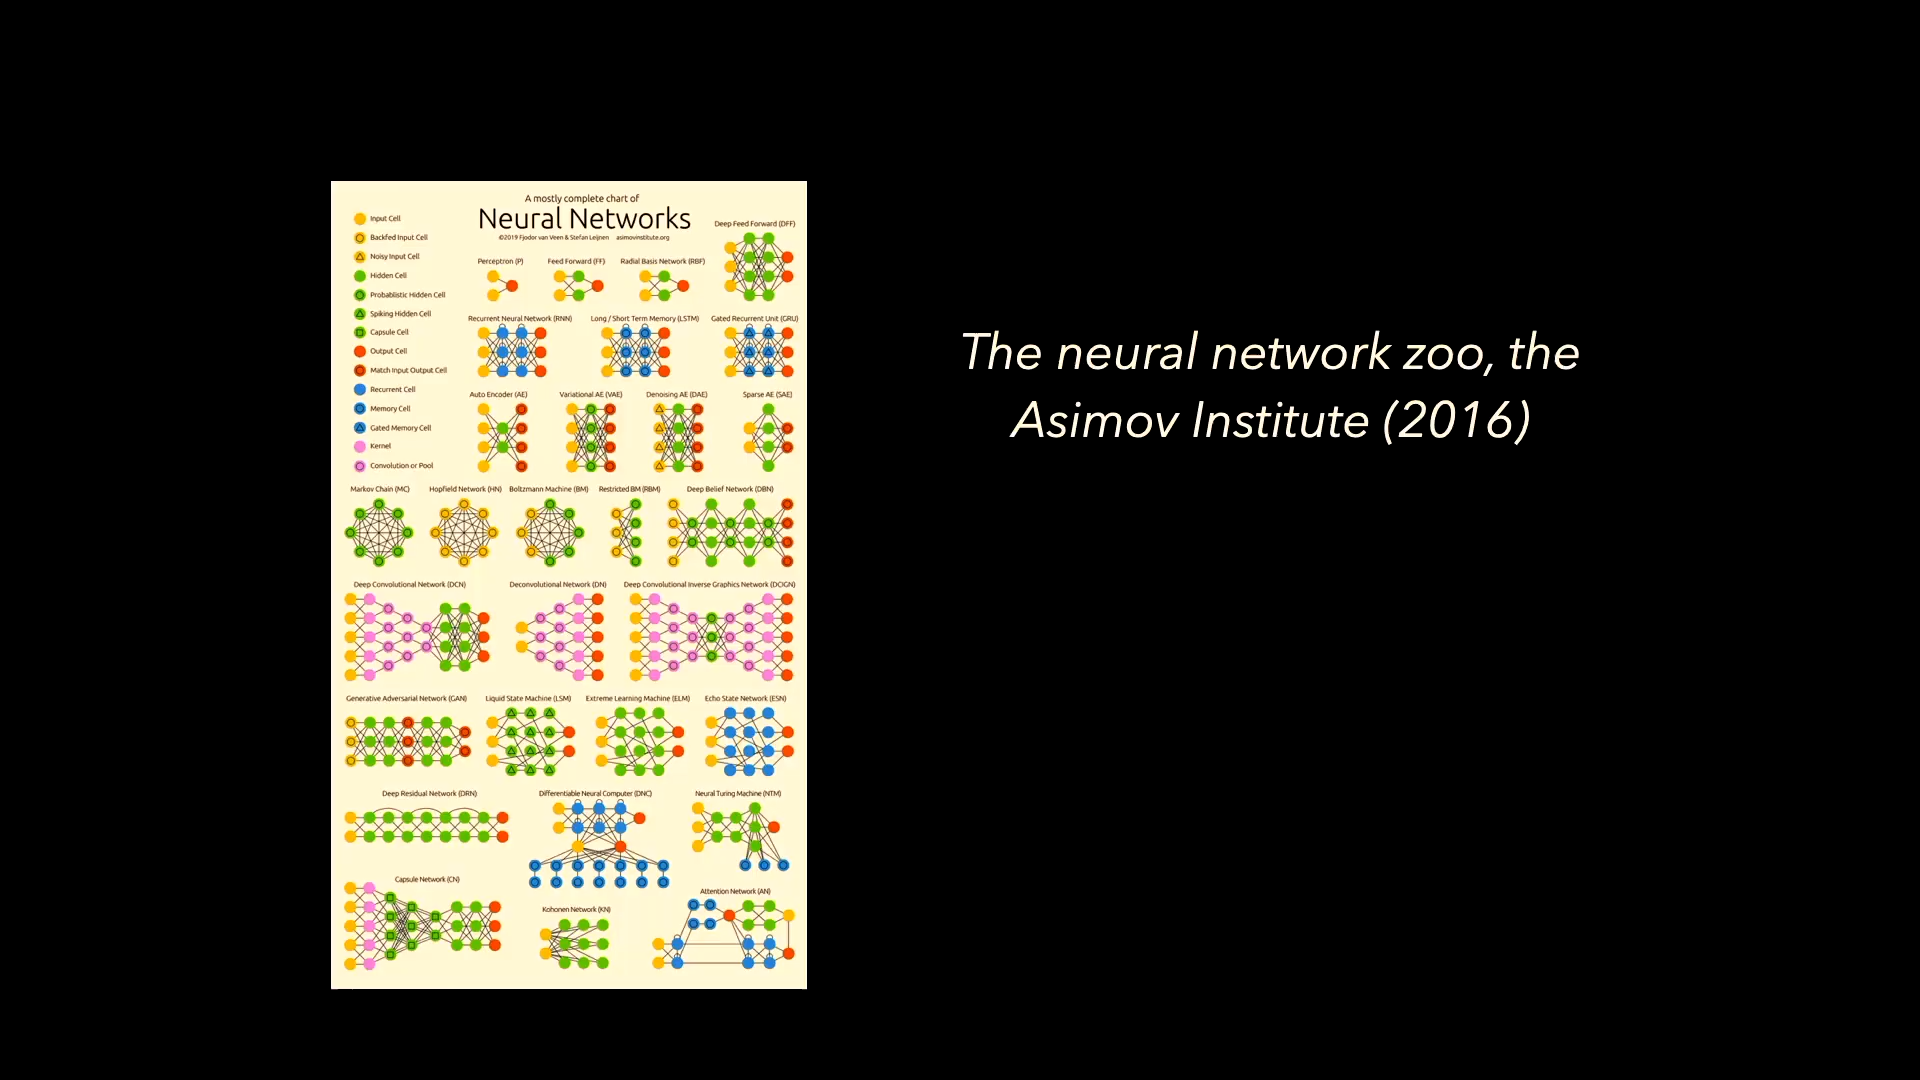 A mostly complete chart of
Neural Networks
©2019 Fjodor van Veen & Stefan Leijnen asimovinstitute.org
Input Cell
Backfed Input Cell
Noisy Input Cell
Hidden Cell
Probablistic Hidden Cell
Spiking Hidden Cell
Capsule Cell
Output Cell
Match Input Output Cell
Recurrent Cell
Memory Cell
Gated Memory Cell
Kernel
Convolution or Pool
Deep Feed Forward (DFF)
Perceptron (P)
Feed Forward (FF)
Radial Basis Network (RBF)
Recurrent Neural Network (RNN)
Long / Short Term Memory (LSTM)
Gated Recurrent Unit (GRU)
Auto Encoder (AE)
Variational AE (VAE)
Denoising AE (DAE)
Sparse AE (SAE)
Markov Chain (MC)
Hopfield Network (HN)
Boltzmann Machine (BM)
Restricted BM (RBM)
Deep Belief Network (DBN)
Deep Convolutional Network (DCN)
Deconvolutional Network (DN)
Deep Convolutional Inverse Graphics Network (DCIGN)
Generative Adversarial Network (GAN)
Liquid State Machine (LSM)
Extreme Learning Machine (ELM)
Echo State Network (ESN)
Deep Residual Network (DRN)
Differentiable Neural Computer (DNC)
Neural Turing Machine (NTM)
Capsule Network (CN)
Kohonen Network (KN)
Attention Network (AN)
The neural network zoo, the
Asimov Institute (2016)